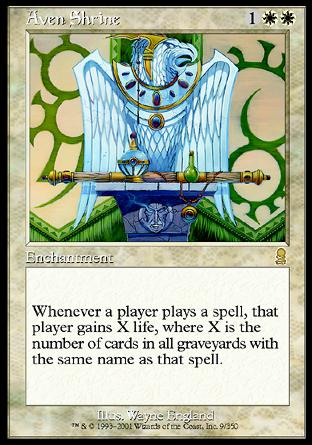 Aven Shrine 1
Enchantment
Whenever a player plays a spell, that
player gains X life, where X is the
number of cards in all graveyards with
the same name as that spell.
Illus. Wayne England
™ & © 1993–2001 Wizards of the Coast, Inc. 9/350